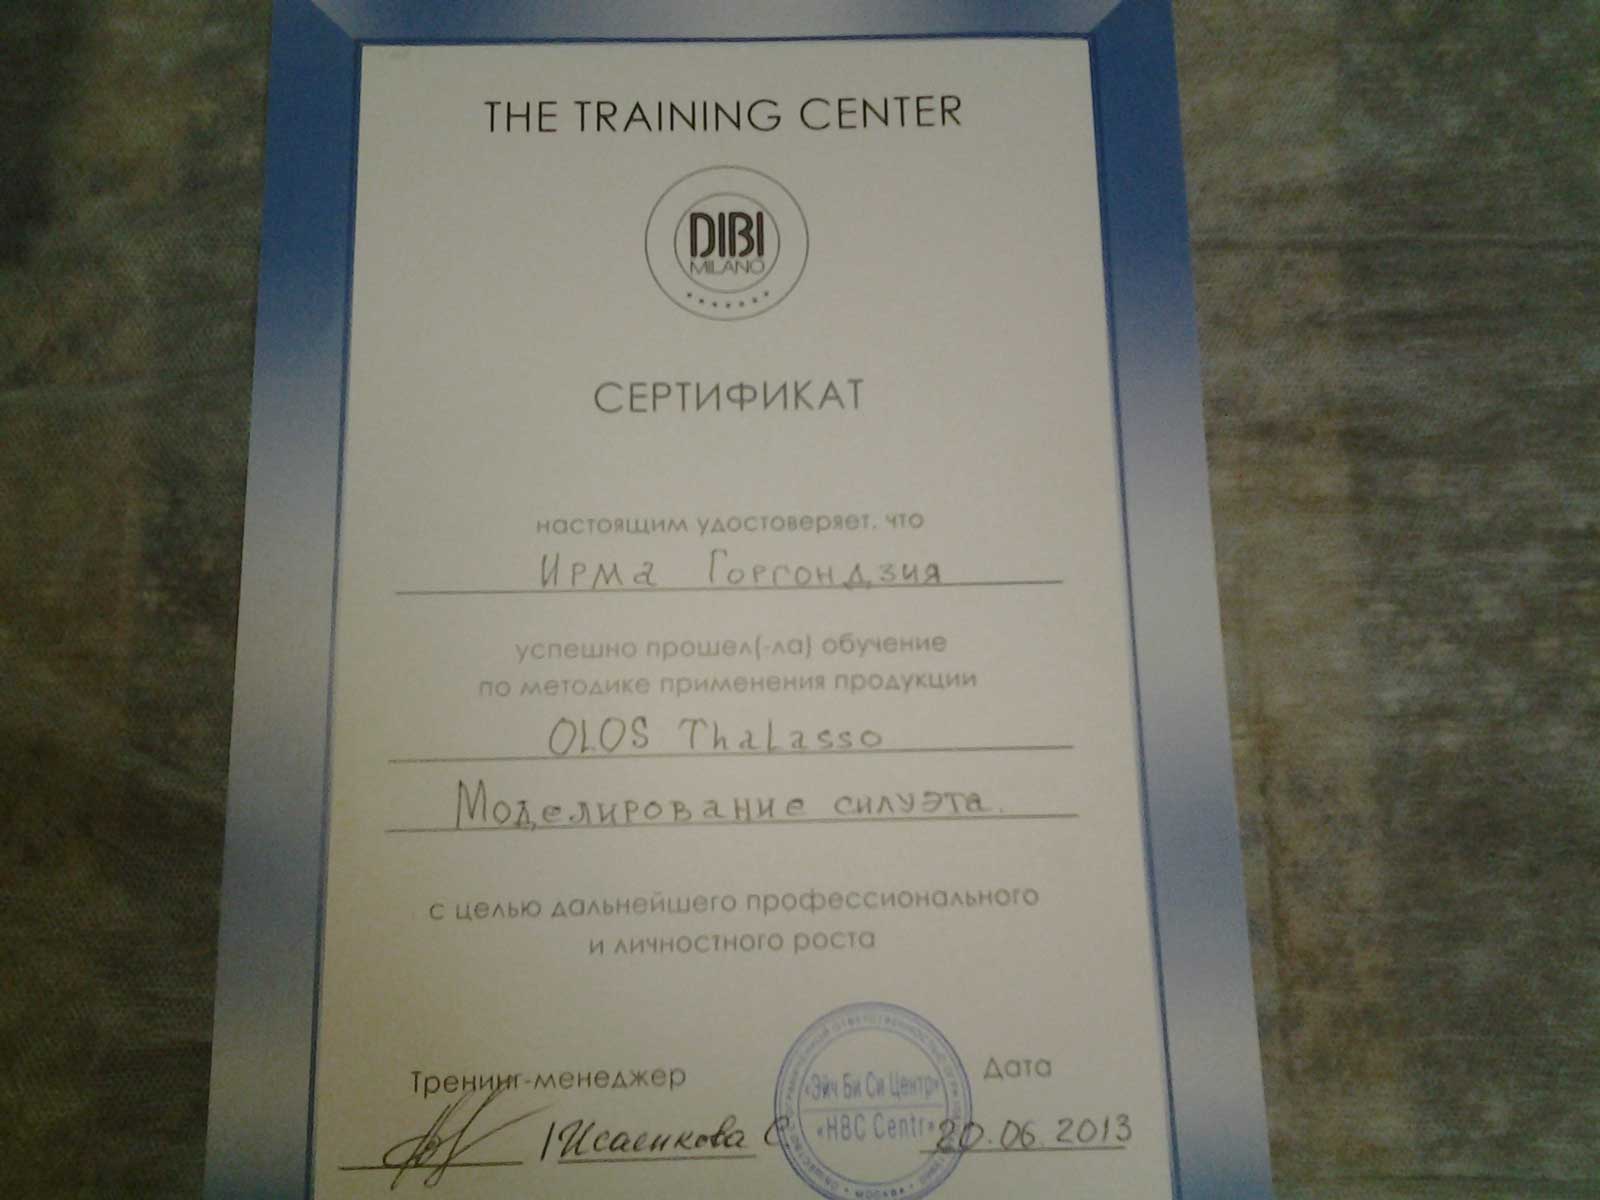 THE TRAINING CENTER
DIBI
MILANO
СЕРТИФИКАТ
настоящим удостоверяет, что
Ирма Горгондзия
успешно прошел(-ла) обучение
по методике применения продукции
OLOS Thalasso
Моделирование силуэта.
с целью дальнейшего профессионального
и личностного роста
Тренинг-менеджер
Дата
«Эйч Би Си Центр»
«HBC Centr»
/Исаенкова С.
20.06.2013
МОСКВА